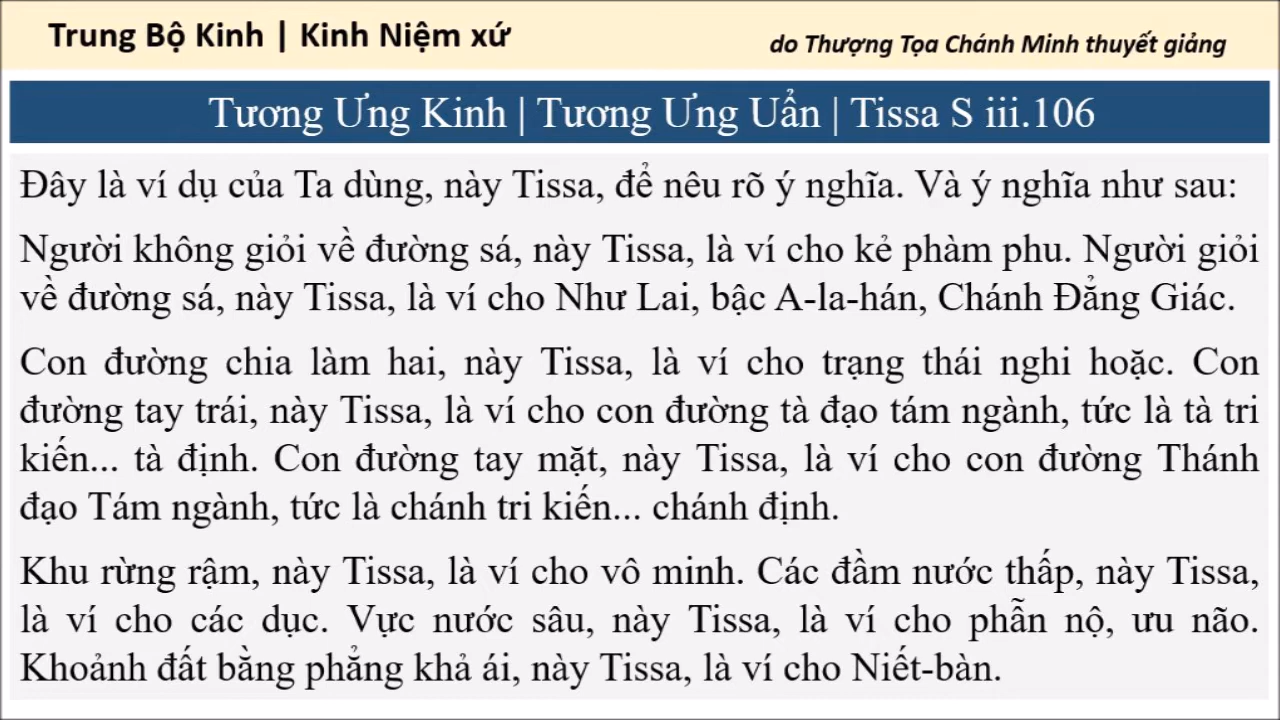 Trung Bộ Kinh | Kinh Niệm xứ
do Thượng Tọa Chánh Minh thuyết giảng
Tương Ưng Kinh | Tương Ưng Uẩn | Tissa S iii.106
Đây là ví dụ của Ta dùng, này Tissa, để nêu rõ ý nghĩa. Và ý nghĩa như sau:
Người không giỏi về đường sá, này Tissa, là ví cho kẻ phàm phu. Người giỏi
về đường sá, này Tissa, là ví cho Như Lai, bậc A-la-hán, Chánh Đẳng Giác.
Con đường chia làm hai, này Tissa, là ví cho trạng thái nghi hoặc. Con
đường tay trái, này Tissa, là ví cho con đường tà đạo tám ngành, tức là tà tri
kiến... tà định. Con đường tay mặt, này Tissa, là ví cho con đường Thánh
đạo Tám ngành, tức là chánh tri kiến... chánh định.
Khu rừng rậm, này Tissa, là ví cho vô minh. Các đầm nước thấp, này Tissa,
là ví cho các dục. Vực nước sâu, này Tissa, là ví cho phẫn nộ, ưu não.
Khoảnh đất bằng phẳng khả ái, này Tissa, là ví cho Niết-bàn.